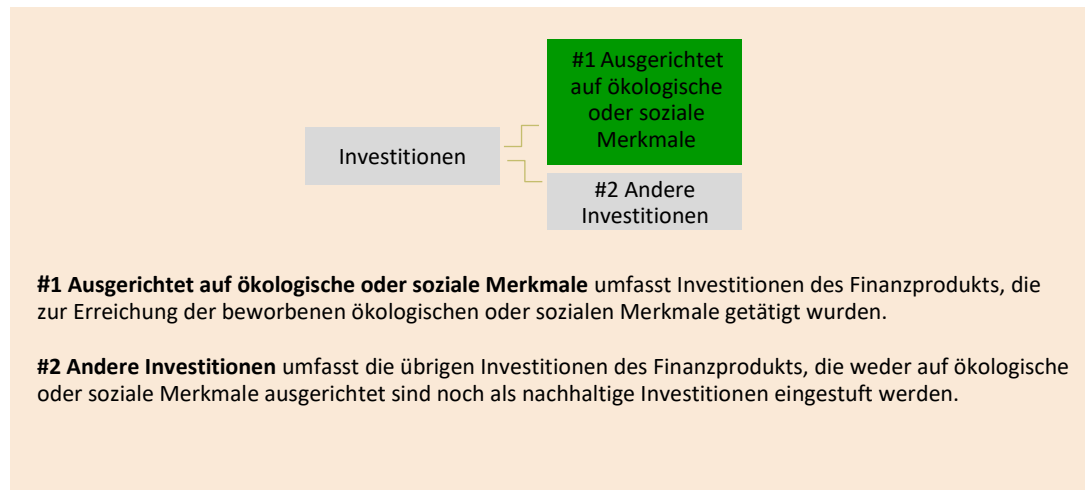 #1 Ausgerichtet
auf ökologische
oder soziale
Merkmale
Investitionen
#2 Andere
Investitionen
#1 Ausgerichtet auf ökologische oder soziale Merkmale umfasst Investitionen des Finanzprodukts, die
zur Erreichung der beworbenen ökologischen oder sozialen Merkmale getätigt wurden.
#2 Andere Investitionen umfasst die übrigen Investitionen des Finanzprodukts, die weder auf ökologische
oder soziale Merkmale ausgerichtet sind noch als nachhaltige Investitionen eingestuft werden.